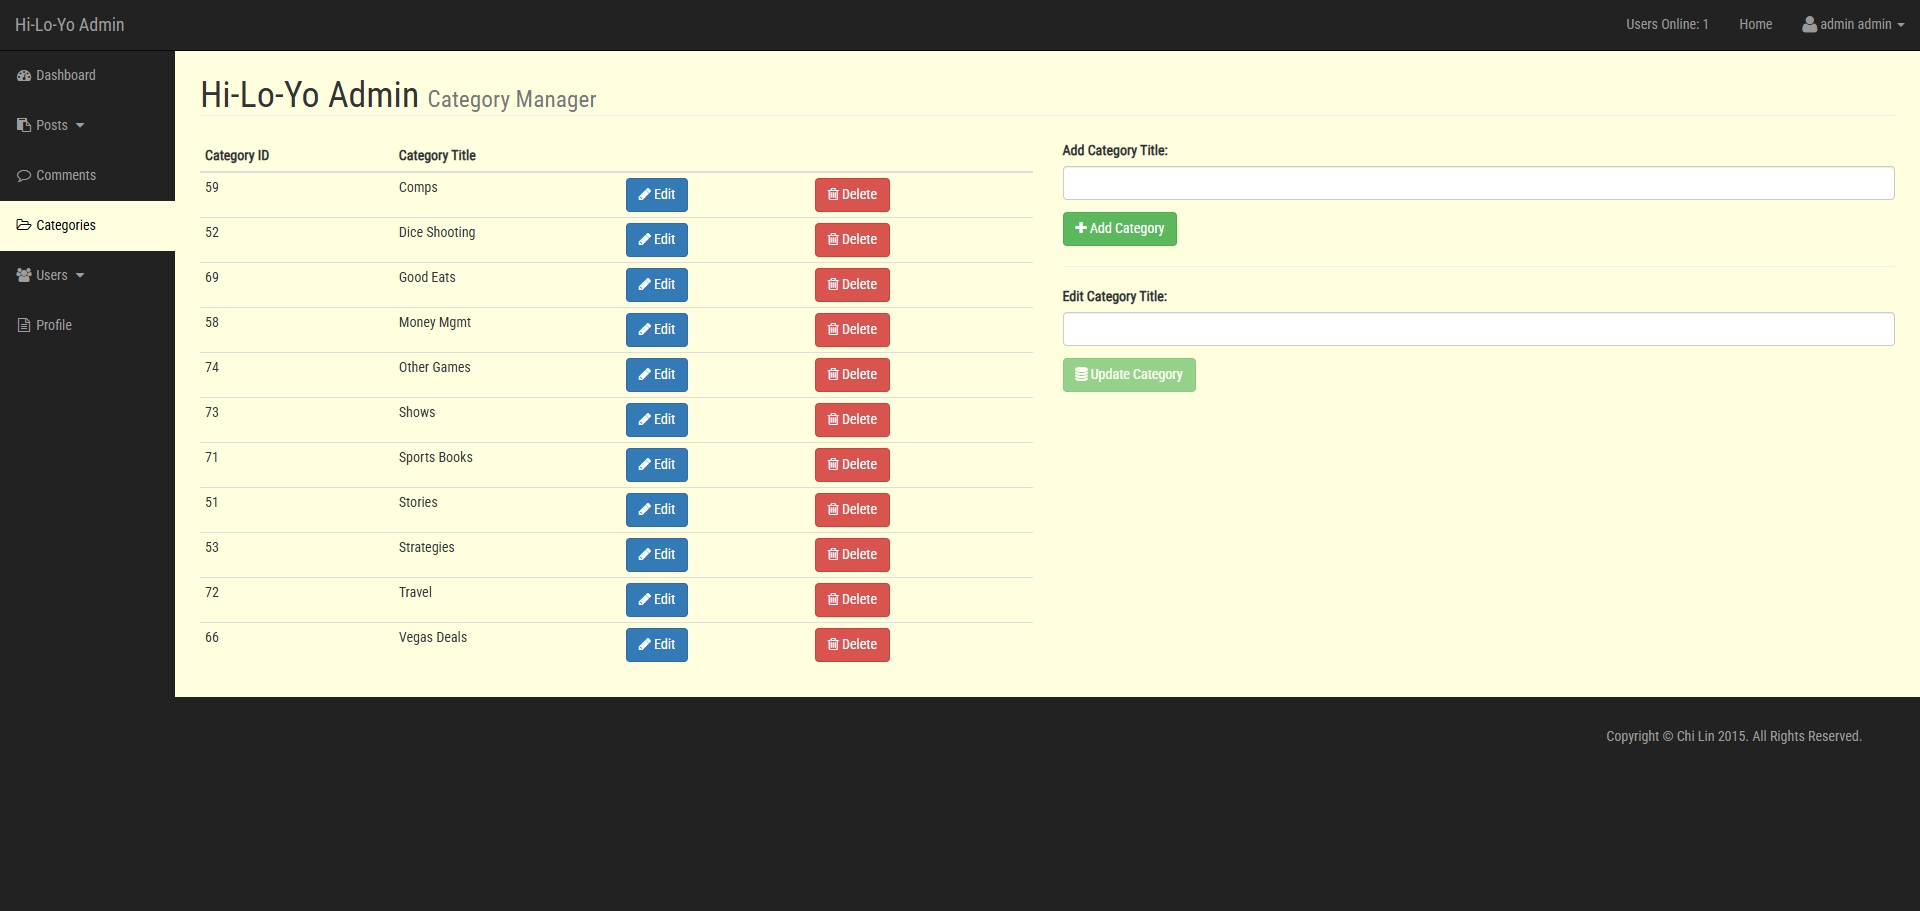 Hi-Lo-Yo Admin
Users Online: 1 Home admin admin
Dashboard
Posts
Comments
Categories
Users
Profile
Hi-Lo-Yo Admin Category Manager
Category ID Category Title
59 Comps Edit Delete
52 Dice Shooting Edit Delete
69 Good Eats Edit Delete
58 Money Mgmt Edit Delete
74 Other Games Edit Delete
73 Shows Edit Delete
71 Sports Books Edit Delete
51 Stories Edit Delete
53 Strategies Edit Delete
72 Travel Edit Delete
66 Vegas Deals Edit Delete
Add Category Title:
Add Category
Edit Category Title:
Update Category
Copyright © Chi Lin 2015. All Rights Reserved.